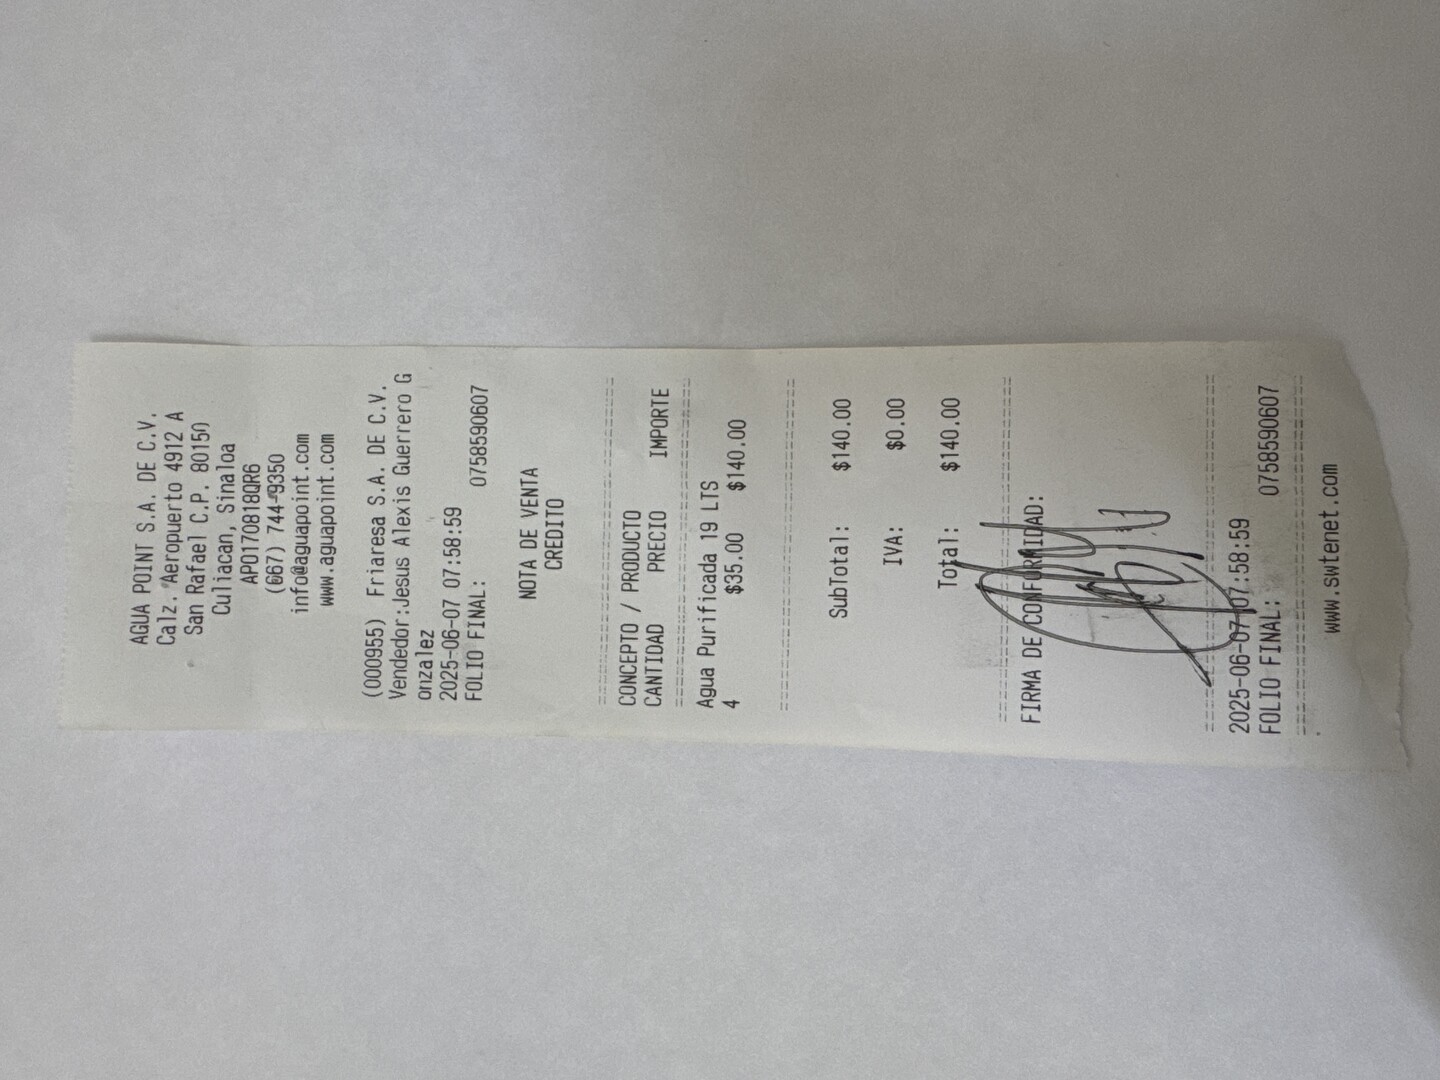 AGUA POINT S.A. DE C.V.
Calz. Aeropuerto 4912 A
San Rafael C.P. 80150
Culiacan, Sinaloa
APO170818QR6
(667) 744-9350
info@aguapoint.com
www.aguapoint.com
(000955) Friaresa S.A. DE C.V.
Vendedor:Jesus Alexis Guerrero G
onzalez
2025-06-07 07:58:59
FOLIO FINAL: 0758590607
NOTA DE VENTA
CREDITO
CONCEPTO / PRODUCTO
CANTIDAD PRECIO IMPORTE
Agua Purificada 19 LTS
4 $35.00 $140.00
SubTotal: $140.00
IVA: $0.00
Total: $140.00
FIRMA DE CONFORMIDAD:
2025-06-07 07:58:59
FOLIO FINAL: 0758590607
www.swtenet.com